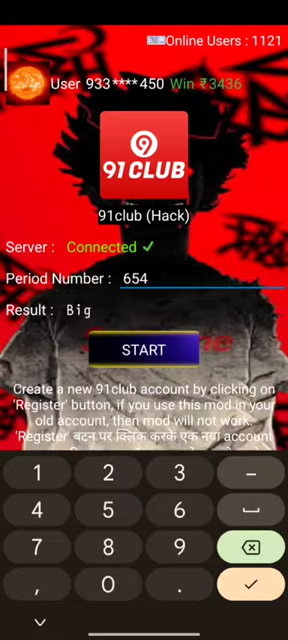 Online Users : 1121
User 933****450 Win ₹3436
91 CLUB
91club (Hack)
Server : Connected ✓
Period Number : 654
Result : Big
START
Create a new 91club account by clicking on
'Register' button, if you use this mod in your
old account, then mod will not work.
'Register' बटन पर क्लिक करके एक नया account
1 2 3 –
4 5 6
7 8 9
, 0 .